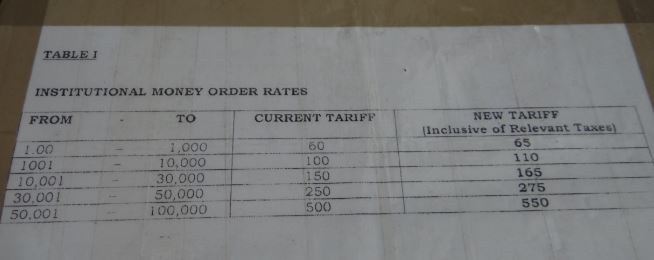 TABLE I
INSTITUTIONAL MONEY ORDER RATES
FROM - TO CURRENT TARIFF NEW TARIFF
(Inclusive of Relevant Taxes)
1.00 - 1,000 60 65
1001 - 10,000 100 110
10,001 - 30,000 150 165
30,001 - 50,000 250 275
50,001 - 100,000 500 550